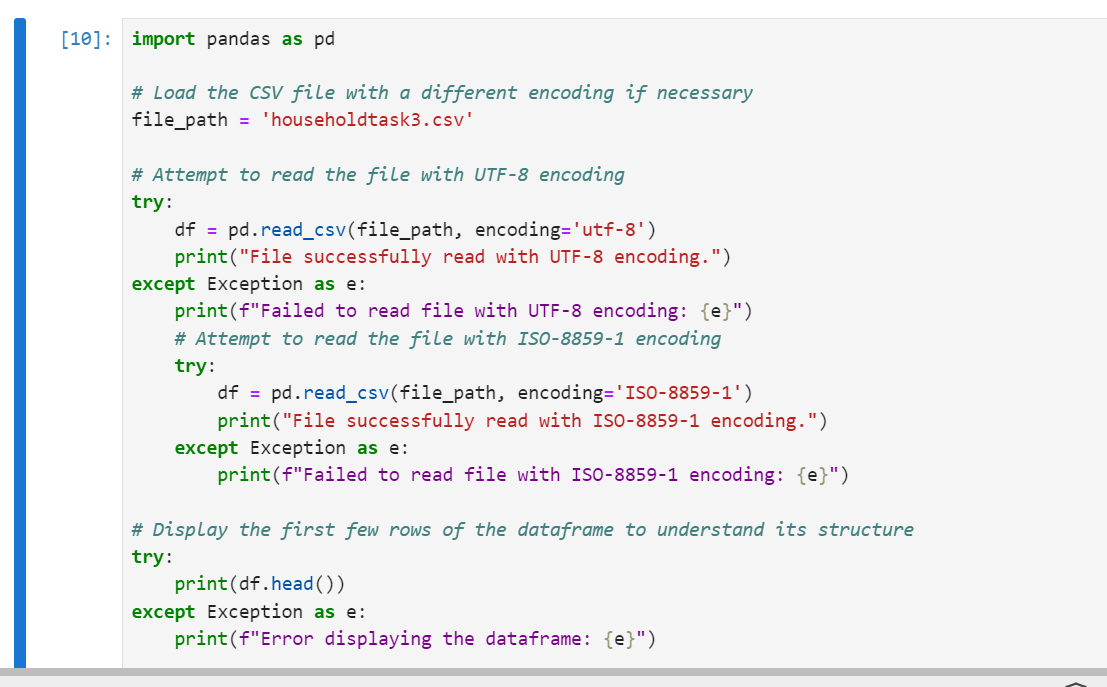 [10]: import pandas as pd
# Load the CSV file with a different encoding if necessary
file_path = 'householdtask3.csv'
# Attempt to read the file with UTF-8 encoding
try:
    df = pd.read_csv(file_path, encoding='utf-8')
    print("File successfully read with UTF-8 encoding.")
except Exception as e:
    print(f"Failed to read file with UTF-8 encoding: {e}")
    # Attempt to read the file with ISO-8859-1 encoding
    try:
        df = pd.read_csv(file_path, encoding='ISO-8859-1')
        print("File successfully read with ISO-8859-1 encoding.")
    except Exception as e:
        print(f"Failed to read file with ISO-8859-1 encoding: {e}")
# Display the first few rows of the dataframe to understand its structure
try:
    print(df.head())
except Exception as e:
    print(f"Error displaying the dataframe: {e}")